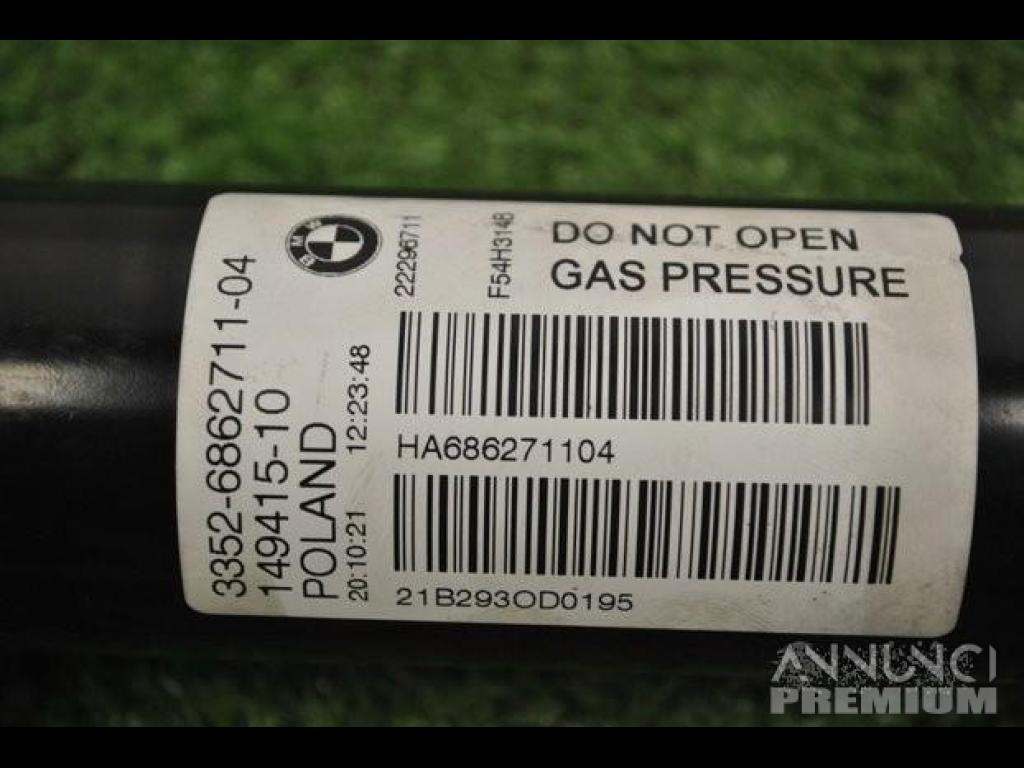 BMW
3352-6862711-04
149415-10
POLAND
20:10:21 12:23:48
22296711
F54H314B
DO NOT OPEN
GAS PRESSURE
HA686271104
21B293OD0195
ANNUNCI
PREMIUM